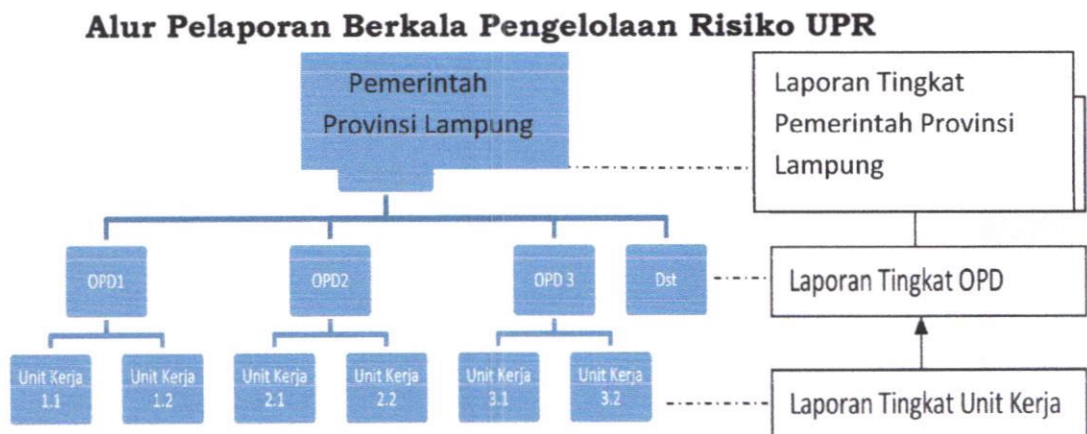 Alur Pelaporan Berkala Pengelolaan Risiko UPR
Pemerintah
Provinsi Lampung
Laporan Tingkat
Pemerintah Provinsi
Lampung
OPD1
OPD2
OPD 3
Dst
Laporan Tingkat OPD
Unit Kerja
1.1
Unit Kerja
1.2
Unit Kerja
2.1
Unit Kerja
2.2
Unit Kerja
3.1
Unit Kerja
3.2
Laporan Tingkat Unit Kerja